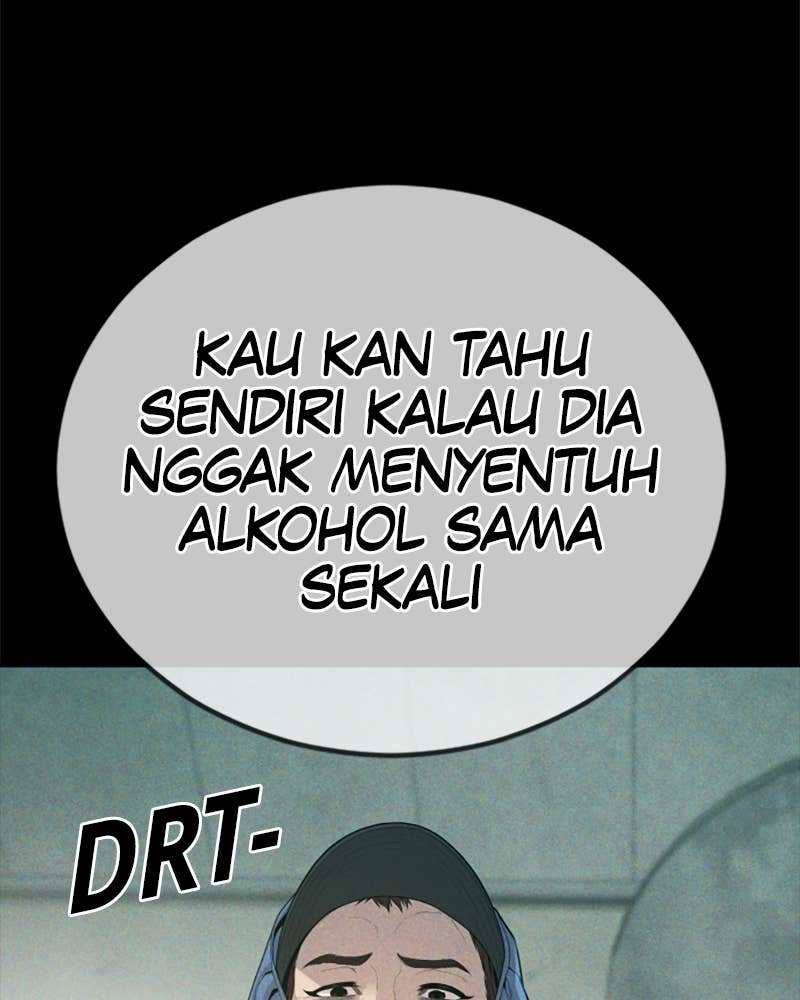 KAU KAN TAHU
SENDIRI KALAU DIA
NGGAK MENYENTUH
ALKOHOL SAMA
SEKALI
DRT-